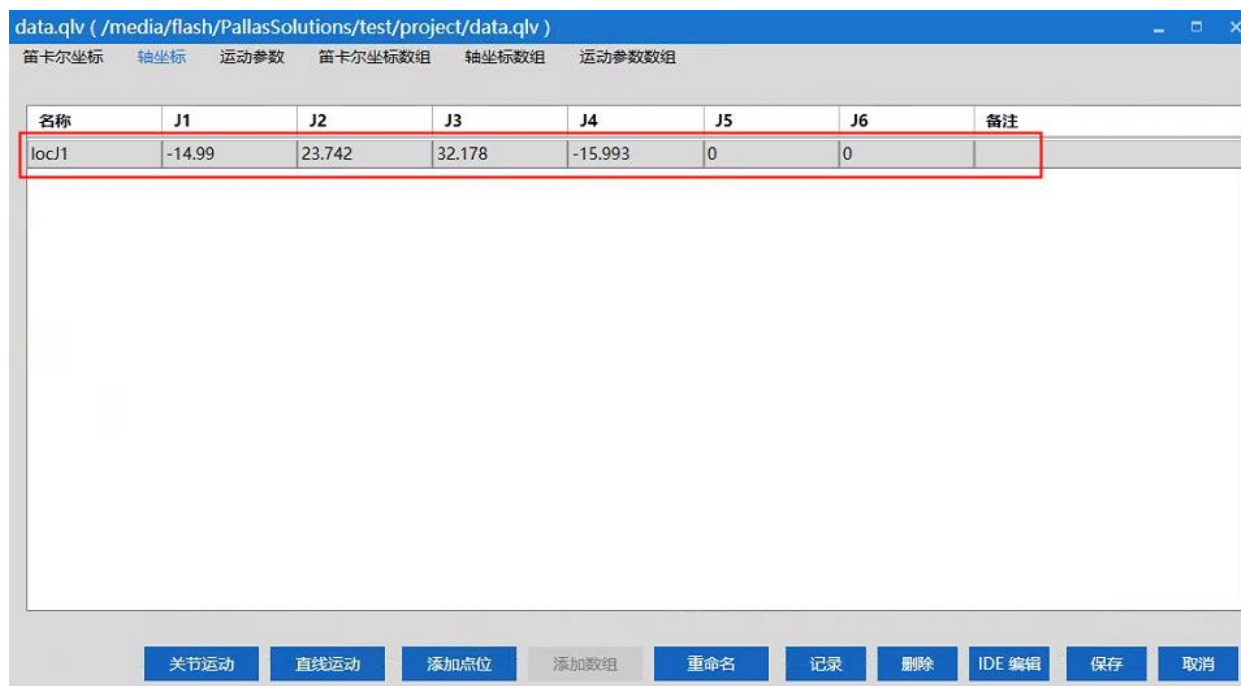 data.qlv ( /media/flash/PallasSolutions/test/project/data.qlv )
笛卡尔坐标 轴坐标 运动参数 笛卡尔坐标数组 轴坐标数组 运动参数数组
名称 J1 J2 J3 J4 J5 J6 备注
locJ1 -14.99 23.742 32.178 -15.993 0 0
关节运动 直线运动 添加点位 添加数组 重命名 记录 删除 IDE 编辑 保存 取消